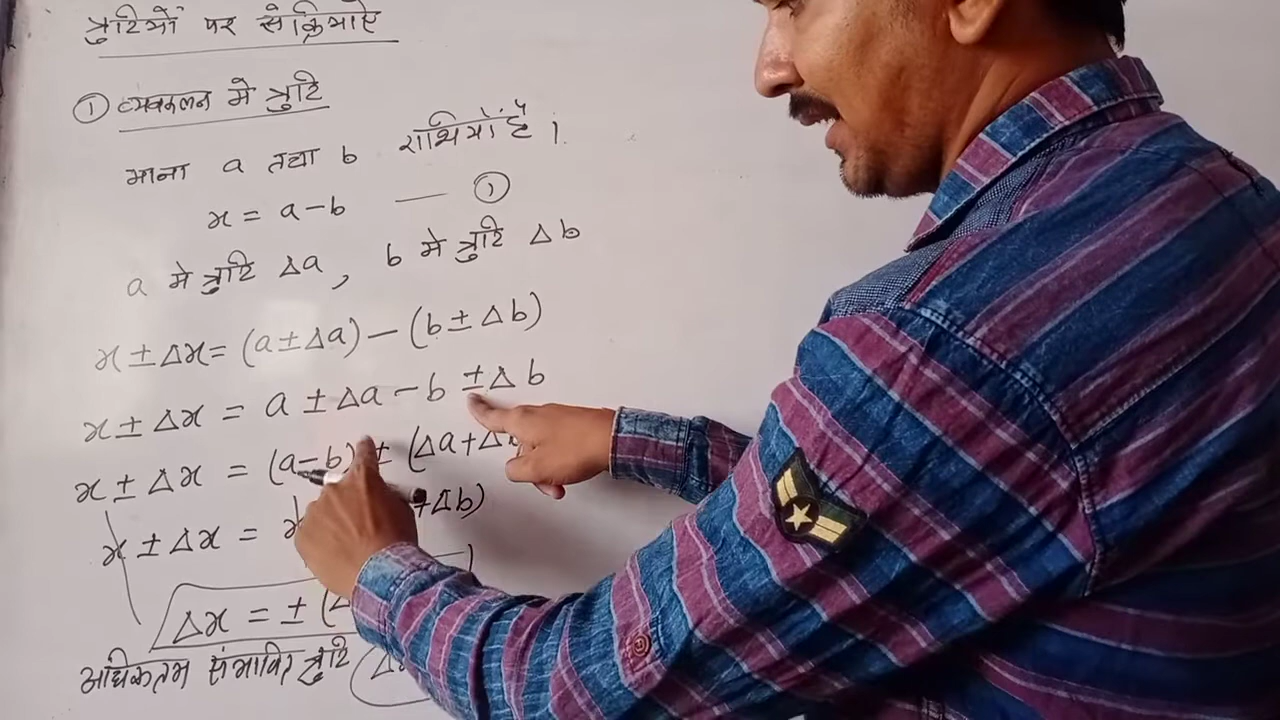 त्रुटियों पर संक्रियाएं
① व्यवकलन मे त्रुटि
माना a तथा b राशियाँ हैं ।
x = a-b — ①
a मे त्रुटि Δa , b मे त्रुटि Δb
x ± Δx = (a ± Δa) - (b ± Δb)
x ± Δx = a ± Δa - b ± Δb
x ± Δx = (a-b) ± (Δa+Δ
x ± Δx = x +Δb)
Δx = ± (Δ
अधिकतम संभावित त्रुटि